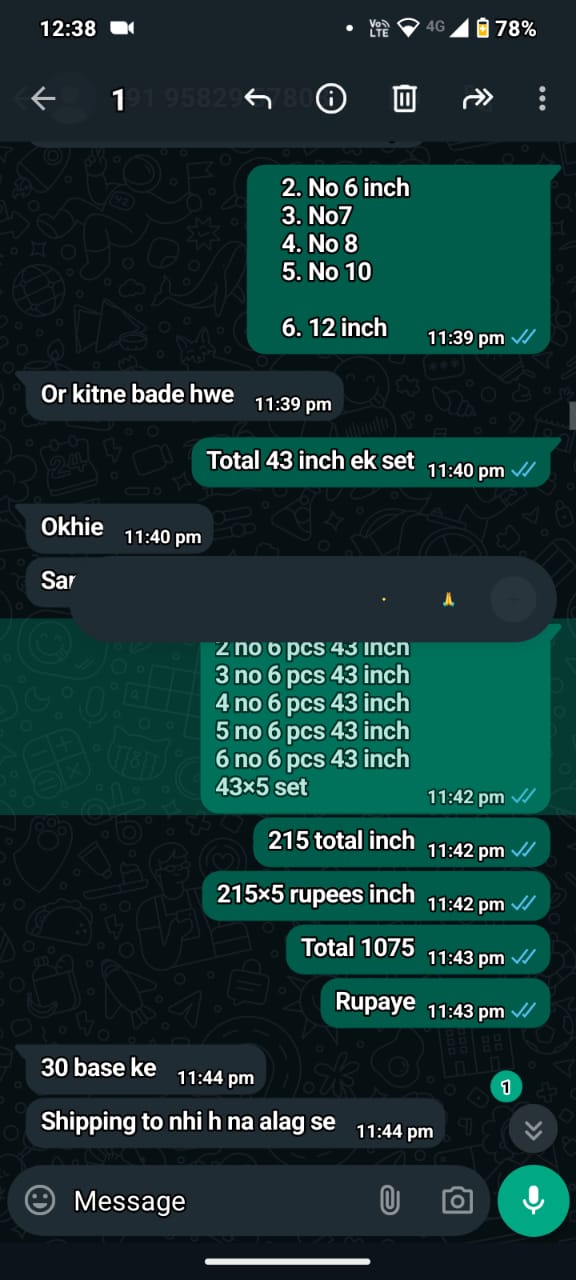 12:38
Vo) LTE 4G 78%
1
2. No 6 inch
3. No7
4. No 8
5. No 10
6. 12 inch
11:39 pm
Or kitne bade hwe 11:39 pm
Total 43 inch ek set 11:40 pm
Okhie 11:40 pm
2 no 6 pcs 43 inch
3 no 6 pcs 43 inch
4 no 6 pcs 43 inch
5 no 6 pcs 43 inch
6 no 6 pcs 43 inch
43×5 set
11:42 pm
215 total inch 11:42 pm
215×5 rupees inch 11:42 pm
Total 1075 11:43 pm
Rupaye 11:43 pm
30 base ke 11:44 pm
1
Shipping to nhi h na alag se 11:44 pm
Message